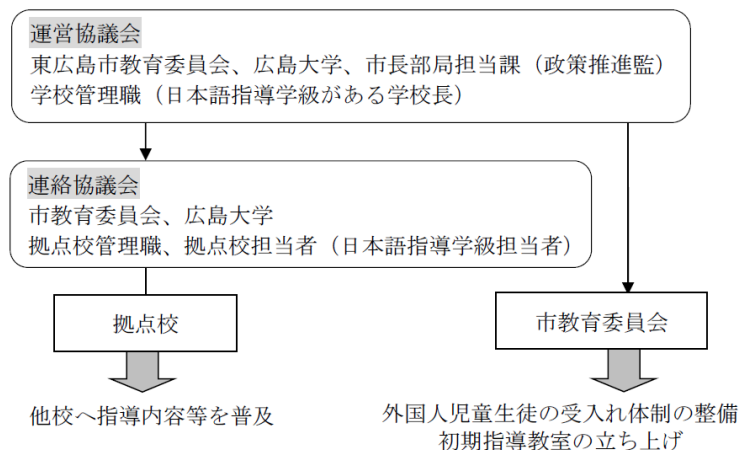 運営協議会
東広島市教育委員会、広島大学、市長部局担当課（政策推進監）
学校管理職（日本語指導学級がある学校長）
連絡協議会
市教育委員会、広島大学
拠点校管理職、拠点校担当者（日本語指導学級担当者）
拠点校
市教育委員会
他校へ指導内容等を普及
外国人児童生徒の受入れ体制の整備
初期指導教室の立ち上げ